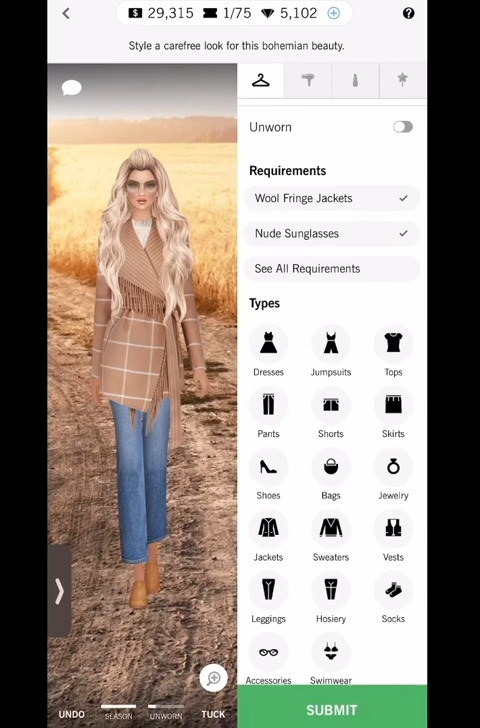 29,315 1/75 5,102
Style a carefree look for this bohemian beauty.
Unworn
Requirements
Wool Fringe Jackets
Nude Sunglasses
See All Requirements
Types
Dresses Jumpsuits Tops
Pants Shorts Skirts
Shoes Bags Jewelry
Jackets Sweaters Vests
Leggings Hosiery Socks
Accessories Swimwear
UNDO SEASON UNWORN TUCK
SUBMIT